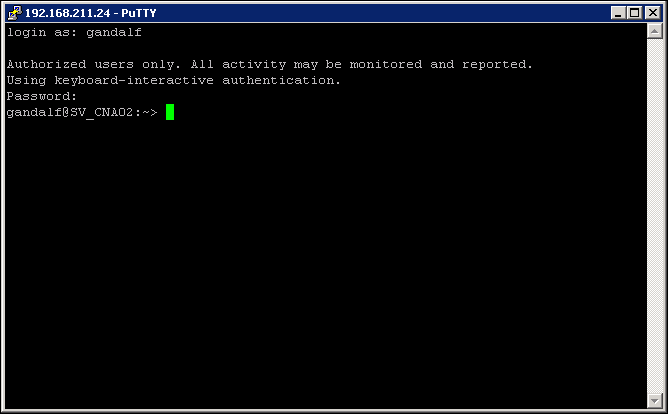 192.168.211.24 - PuTTY
login as: gandalf
Authorized users only. All activity may be monitored and reported.
Using keyboard-interactive authentication.
Password:
gandalf@SV_CNAO2:~>